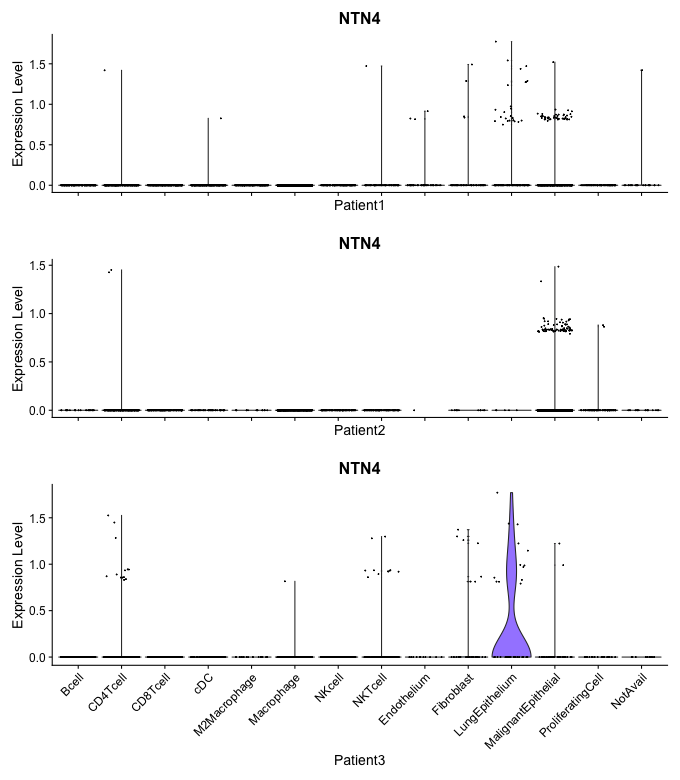 NTN4
Expression Level
1.5
1.0
0.5
0.0
Patient1
NTN4
Expression Level
1.5
1.0
0.5
0.0
Patient2
NTN4
Expression Level
1.5
1.0
0.5
0.0
Bcell
CD4Tcell
CD8Tcell
cDC
M2Macrophage
Macrophage
NKcell
NKTcell
Endothelium
Fibroblast
LungEpithelium
MalignantEpithelial
ProliferatingCell
NotAvail
Patient3